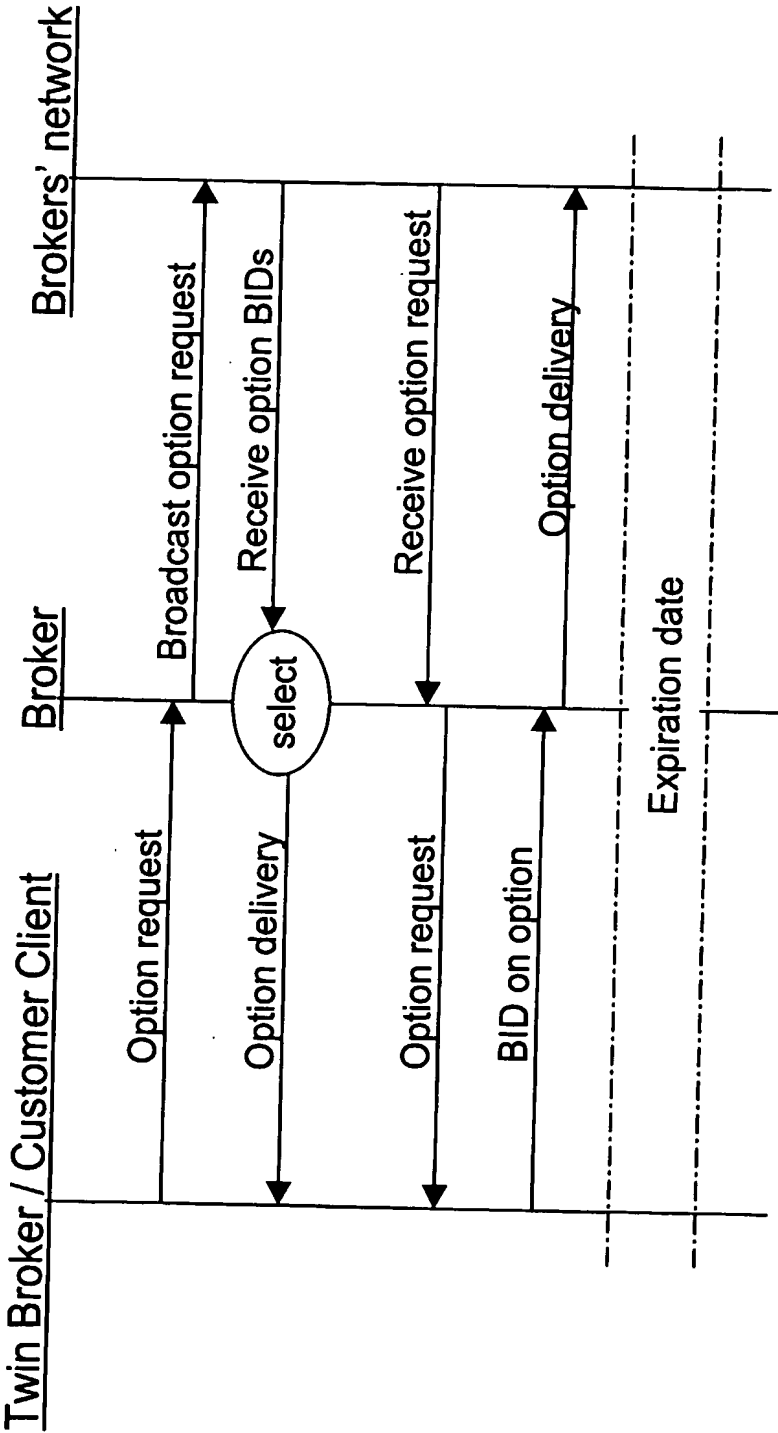 Twin Broker / Customer Client
Broker
Brokers' network
Option request
Broadcast option request
Receive option BIDs
select
Option delivery
Receive option request
Option request
BID on option
Option delivery
Expiration date